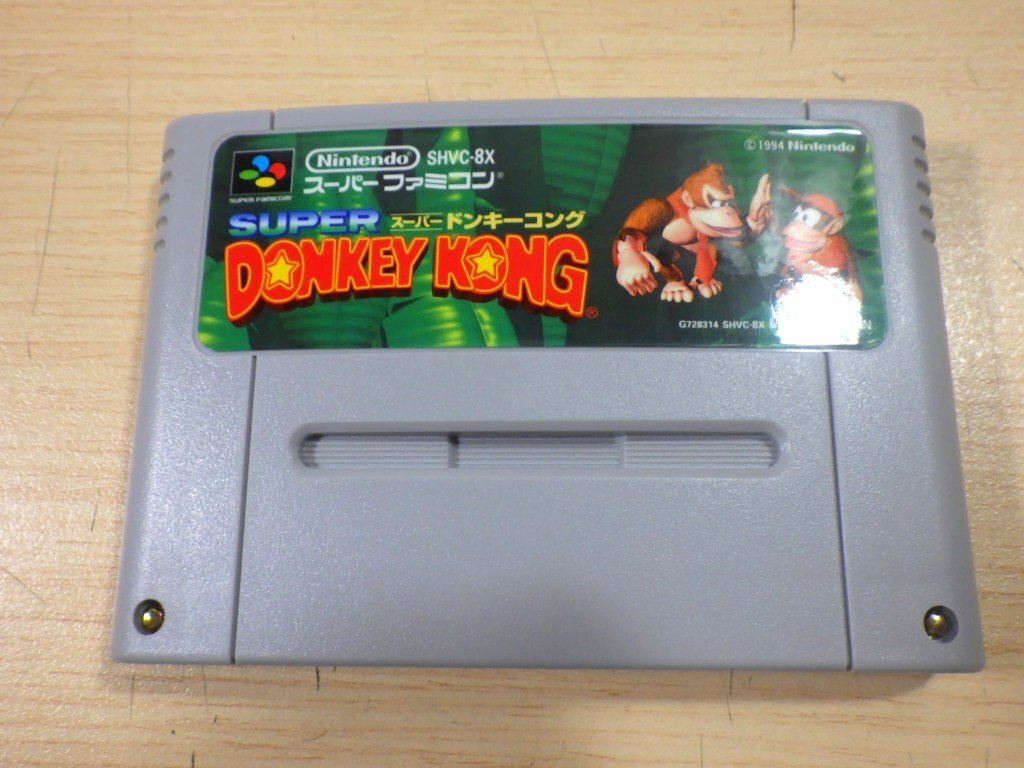 SUPER FAMICOM
Nintendo SHVC-8X
スーパーファミコン®
© 1994 Nintendo
SUPER スーパードンキーコング
DONKEY KONG®
G728314 SHVC-8X